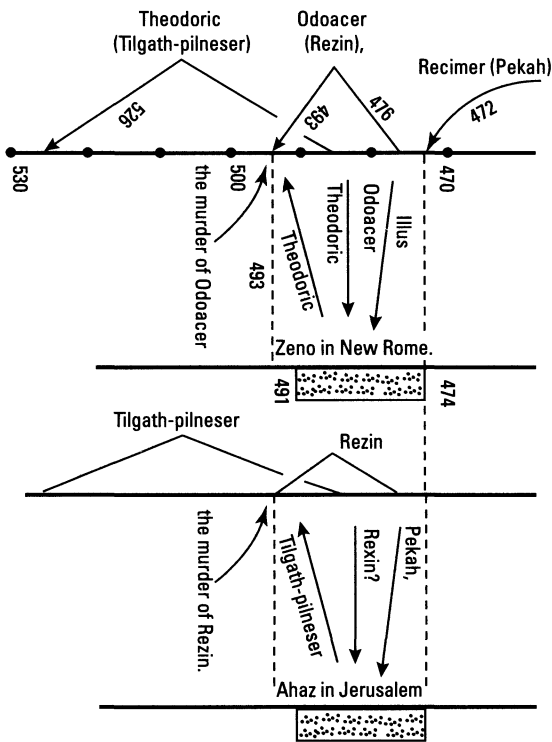 Theodoric
(Tilgath-pilneser)
Odoacer
(Rezin),
Recimer (Pekah)
526
493
476
472
530
500
470
the murder of Odoacer
493
Theodoric
Theodoric
Odoacer
Illus
Zeno in New Rome.
491
474
Tilgath-pilneser
Rezin
the murder of Rezin.
Tilgath-pilneser
Rexin?
Pekah,
Ahaz in Jerusalem